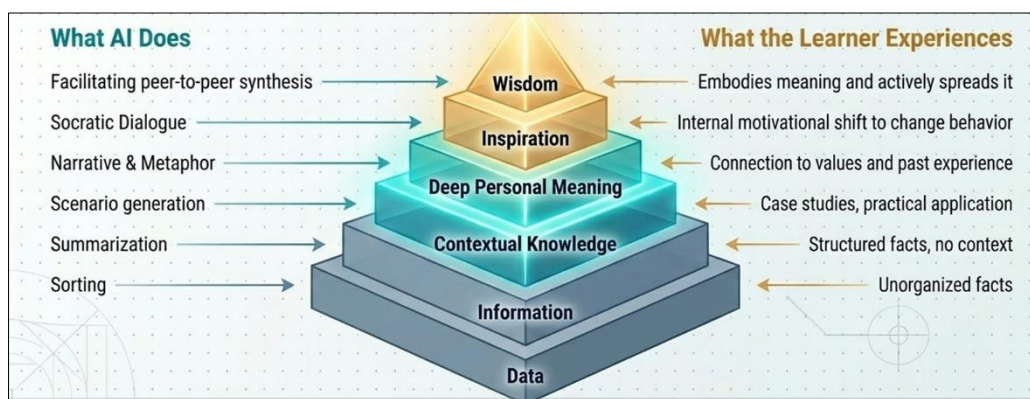 What AI Does
What the Learner Experiences
Facilitating peer-to-peer synthesis
Wisdom
Embodies meaning and actively spreads it
Socratic Dialogue
Inspiration
Internal motivational shift to change behavior
Narrative & Metaphor
Deep Personal Meaning
Connection to values and past experience
Scenario generation
Contextual Knowledge
Case studies, practical application
Summarization
Information
Structured facts, no context
Sorting
Data
Unorganized facts